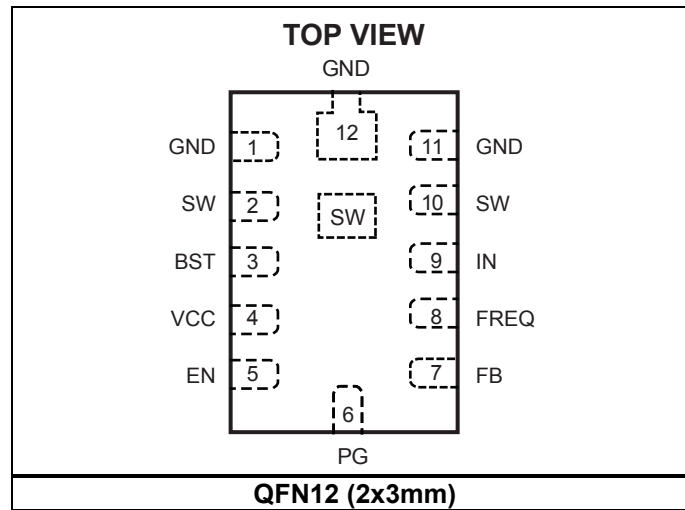 TOP VIEW
GND
GND 1 12 11 GND
SW 2 SW 10 SW
BST 3 9 IN
VCC 4 8 FREQ
EN 5 7 FB
6
PG
QFN12 (2x3mm)